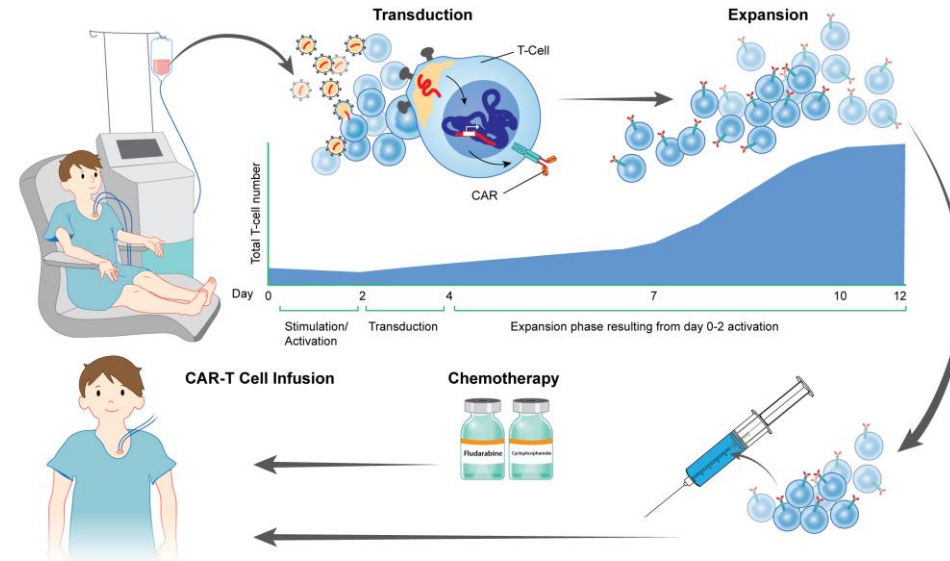 Transduction
Expansion
T-Cell
CAR
Total T-cell number
Day
0
2
4
7
10
12
Stimulation/
Activation
Transduction
Expansion phase resulting from day 0-2 activation
CAR-T Cell Infusion
Chemotherapy
Fludarabine
Cyclophosphamide